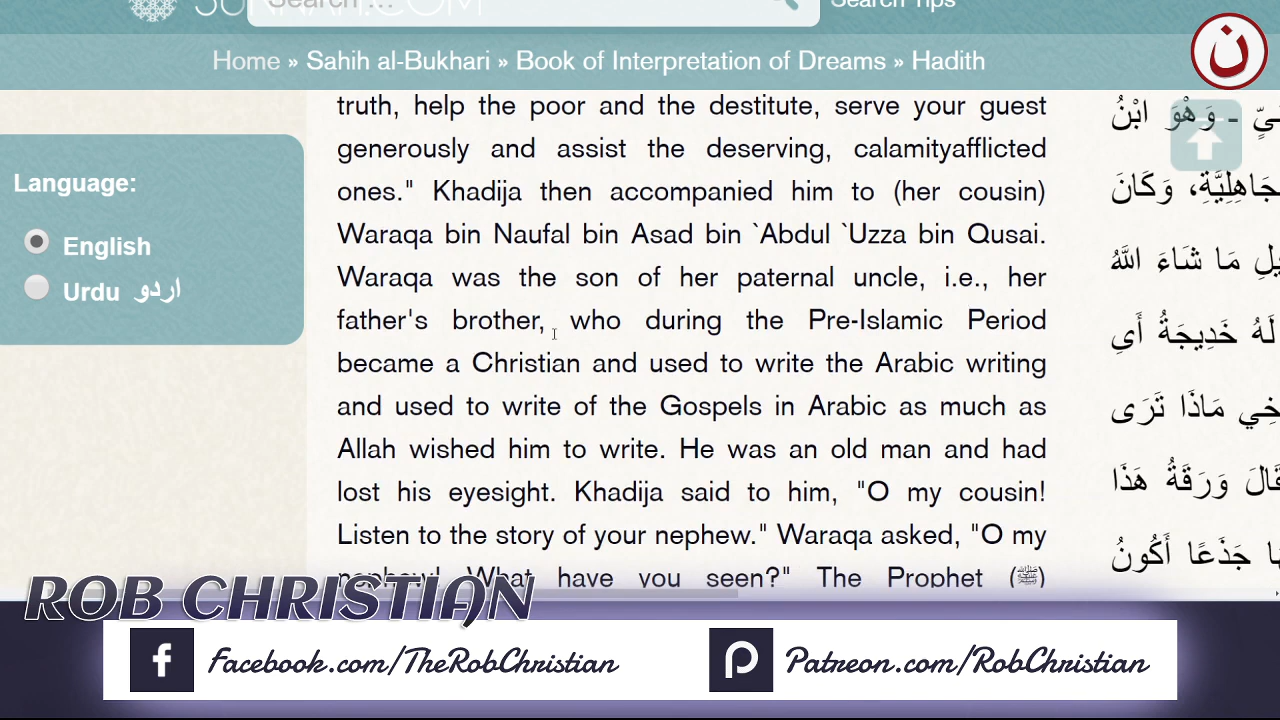 SUNNAH.COM
Search …
Search Tips
Home » Sahih al-Bukhari » Book of Interpretation of Dreams » Hadith
ن
Language:
English
Urdu اردو
truth, help the poor and the destitute, serve your guest
generously and assist the deserving, calamityafflicted
ones." Khadija then accompanied him to (her cousin)
Waraqa bin Naufal bin Asad bin `Abdul `Uzza bin Qusai.
Waraqa was the son of her paternal uncle, i.e., her
father's brother, who during the Pre-Islamic Period
became a Christian and used to write the Arabic writing
and used to write of the Gospels in Arabic as much as
Allah wished him to write. He was an old man and had
lost his eyesight. Khadija said to him, "O my cousin!
Listen to the story of your nephew." Waraqa asked, "O my
nephew! What have you seen?" The Prophet (ﷺ)
ـ وَهْوَ ابْنُ
وَكَانَ
مَا شَاءَ اللَّهُ
لَهُ خَدِيجَةُ أَىِ
مَاذَا تَرَى
وَرَقَةُ هَذَا
جَذَعًا أَكُونُ
ROB CHRISTIAN
Facebook.com/TheRobChristian
Patreon.com/RobChristian